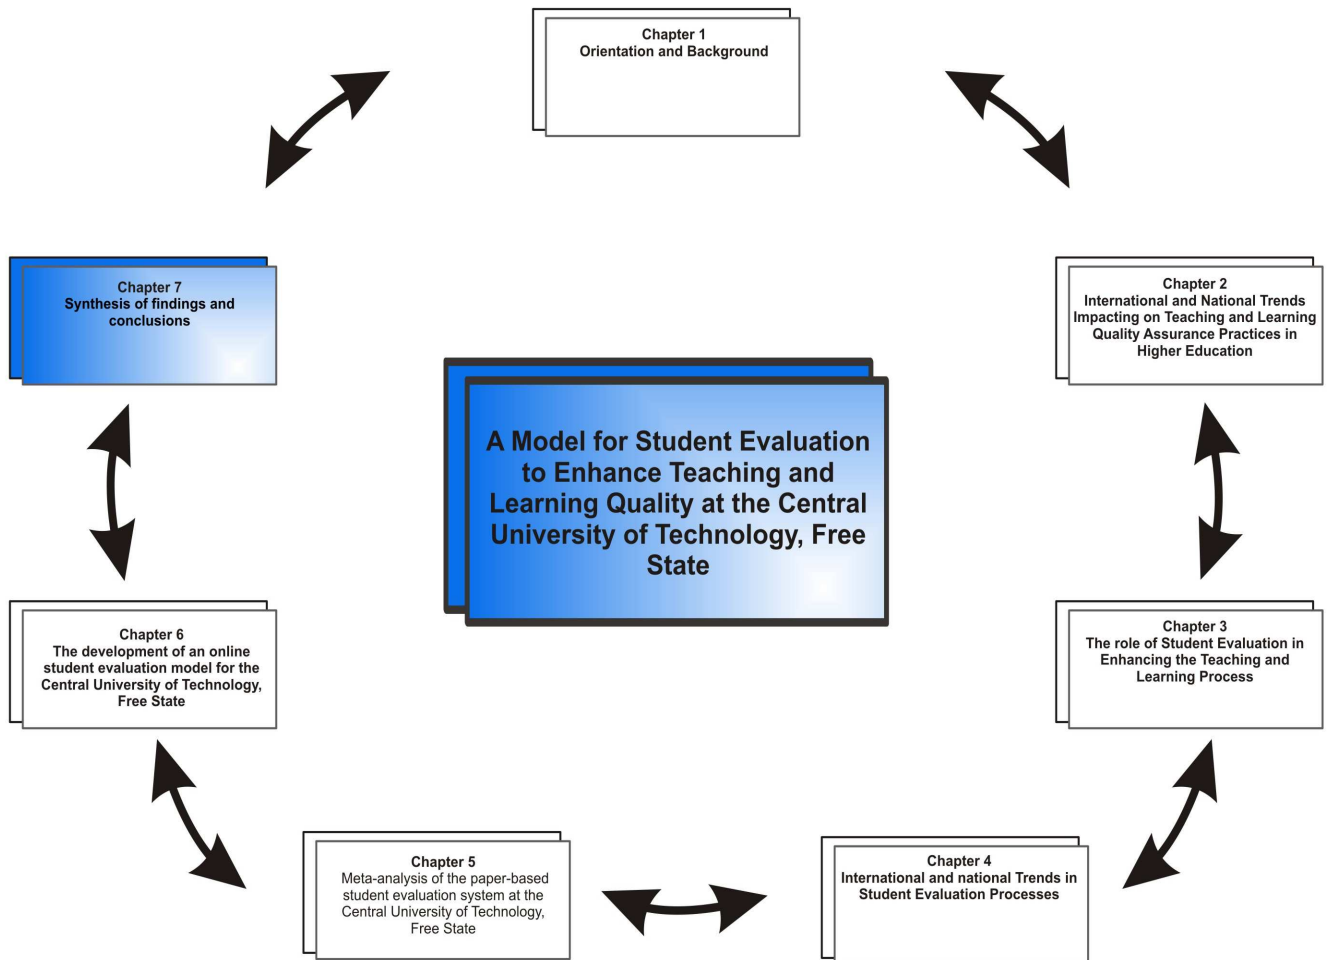 Chapter 1
Orientation and Background
Chapter 7
Synthesis of findings and
conclusions
Chapter 2
International and National Trends
Impacting on Teaching and Learning
Quality Assurance Practices in
Higher Education
A Model for Student Evaluation
to Enhance Teaching and
Learning Quality at the Central
University of Technology, Free
State
Chapter 6
The development of an online
student evaluation model for the
Central University of Technology,
Free State
Chapter 3
The role of Student Evaluation in
Enhancing the Teaching and
Learning Process
Chapter 5
Meta-analysis of the paper-based
student evaluation system at the
Central University of Technology,
Free State
Chapter 4
International and national Trends in
Student Evaluation Processes